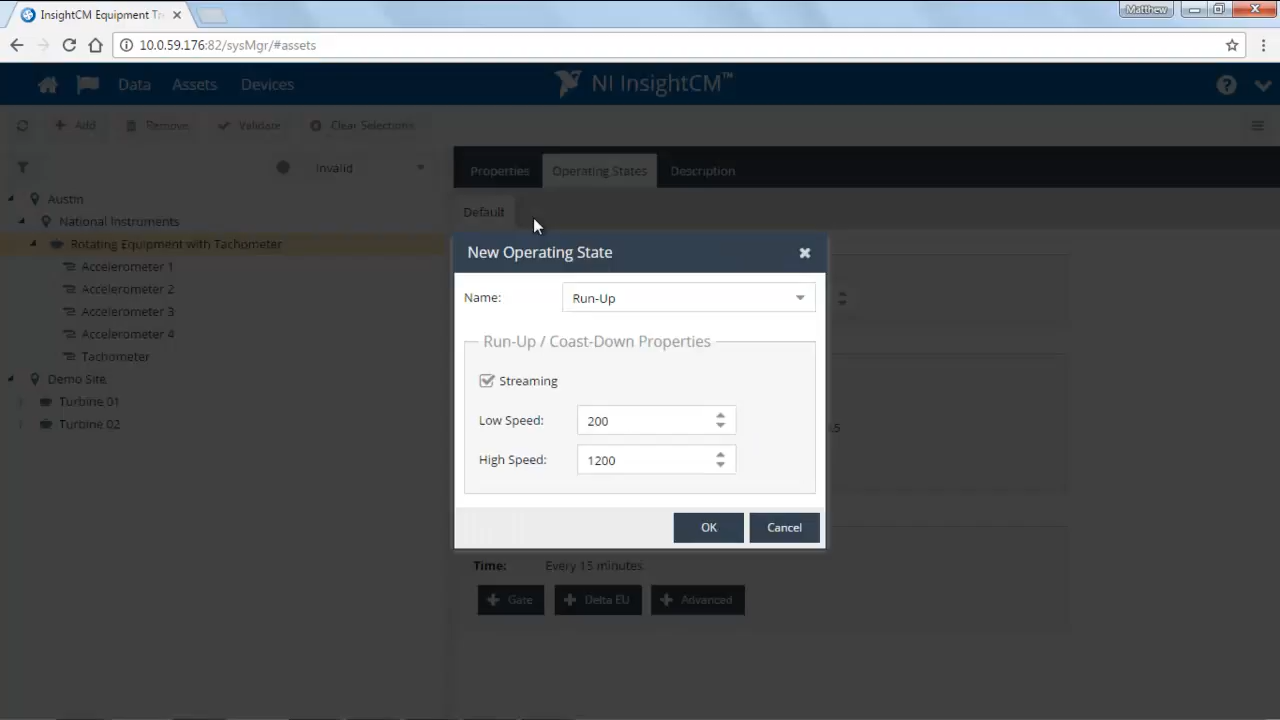 InsightCM Equipment Tr
Matthew
10.0.59.176:82/sysMgr/#assets
Data Assets Devices
NI InsightCM™
Add Remove Validate Clear Selections
Invalid
Properties Operating States Description
Austin
National Instruments
Rotating Equipment with Tachometer
Accelerometer 1
Accelerometer 2
Accelerometer 3
Accelerometer 4
Tachometer
Demo Site
Turbine 01
Turbine 02
Default
New Operating State
Name: Run-Up
Run-Up / Coast-Down Properties
Streaming
Low Speed: 200
High Speed: 1200
OK Cancel
Time: Every 15 minutes
Gate Delta EU Advanced